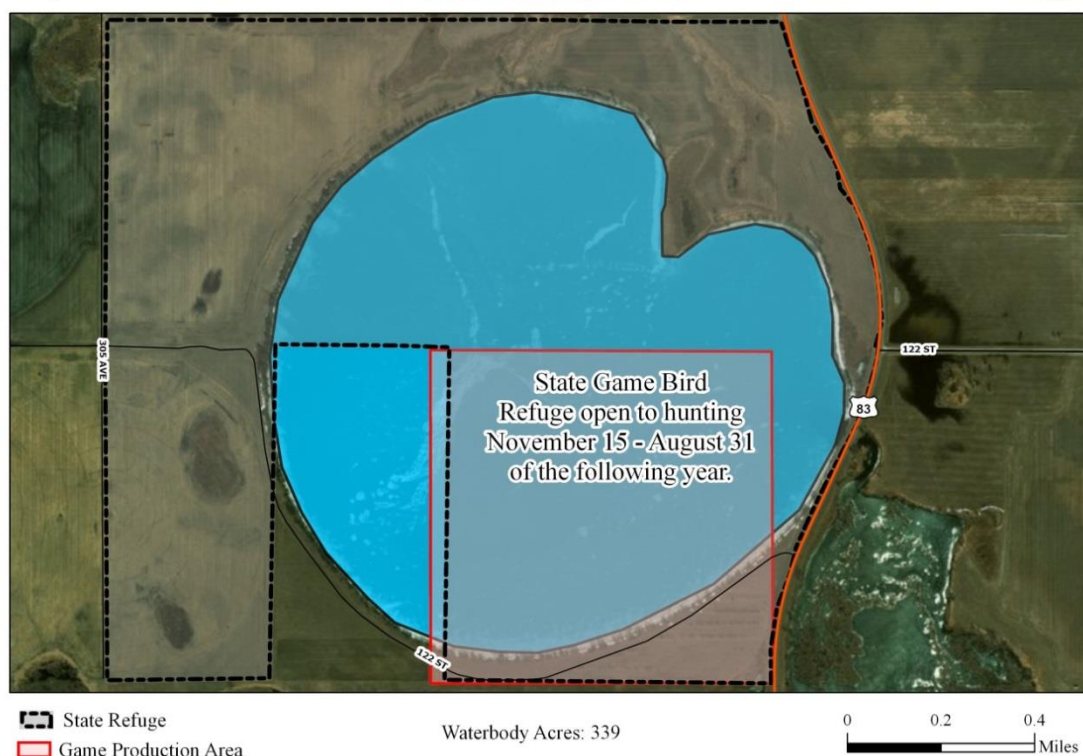 305 AVE
122 ST
State Game Bird
Refuge open to hunting
November 15 - August 31
of the following year.
83
122 ST
State Refuge
Game Production Area
Waterbody Acres: 339
0 0.2 0.4
Miles